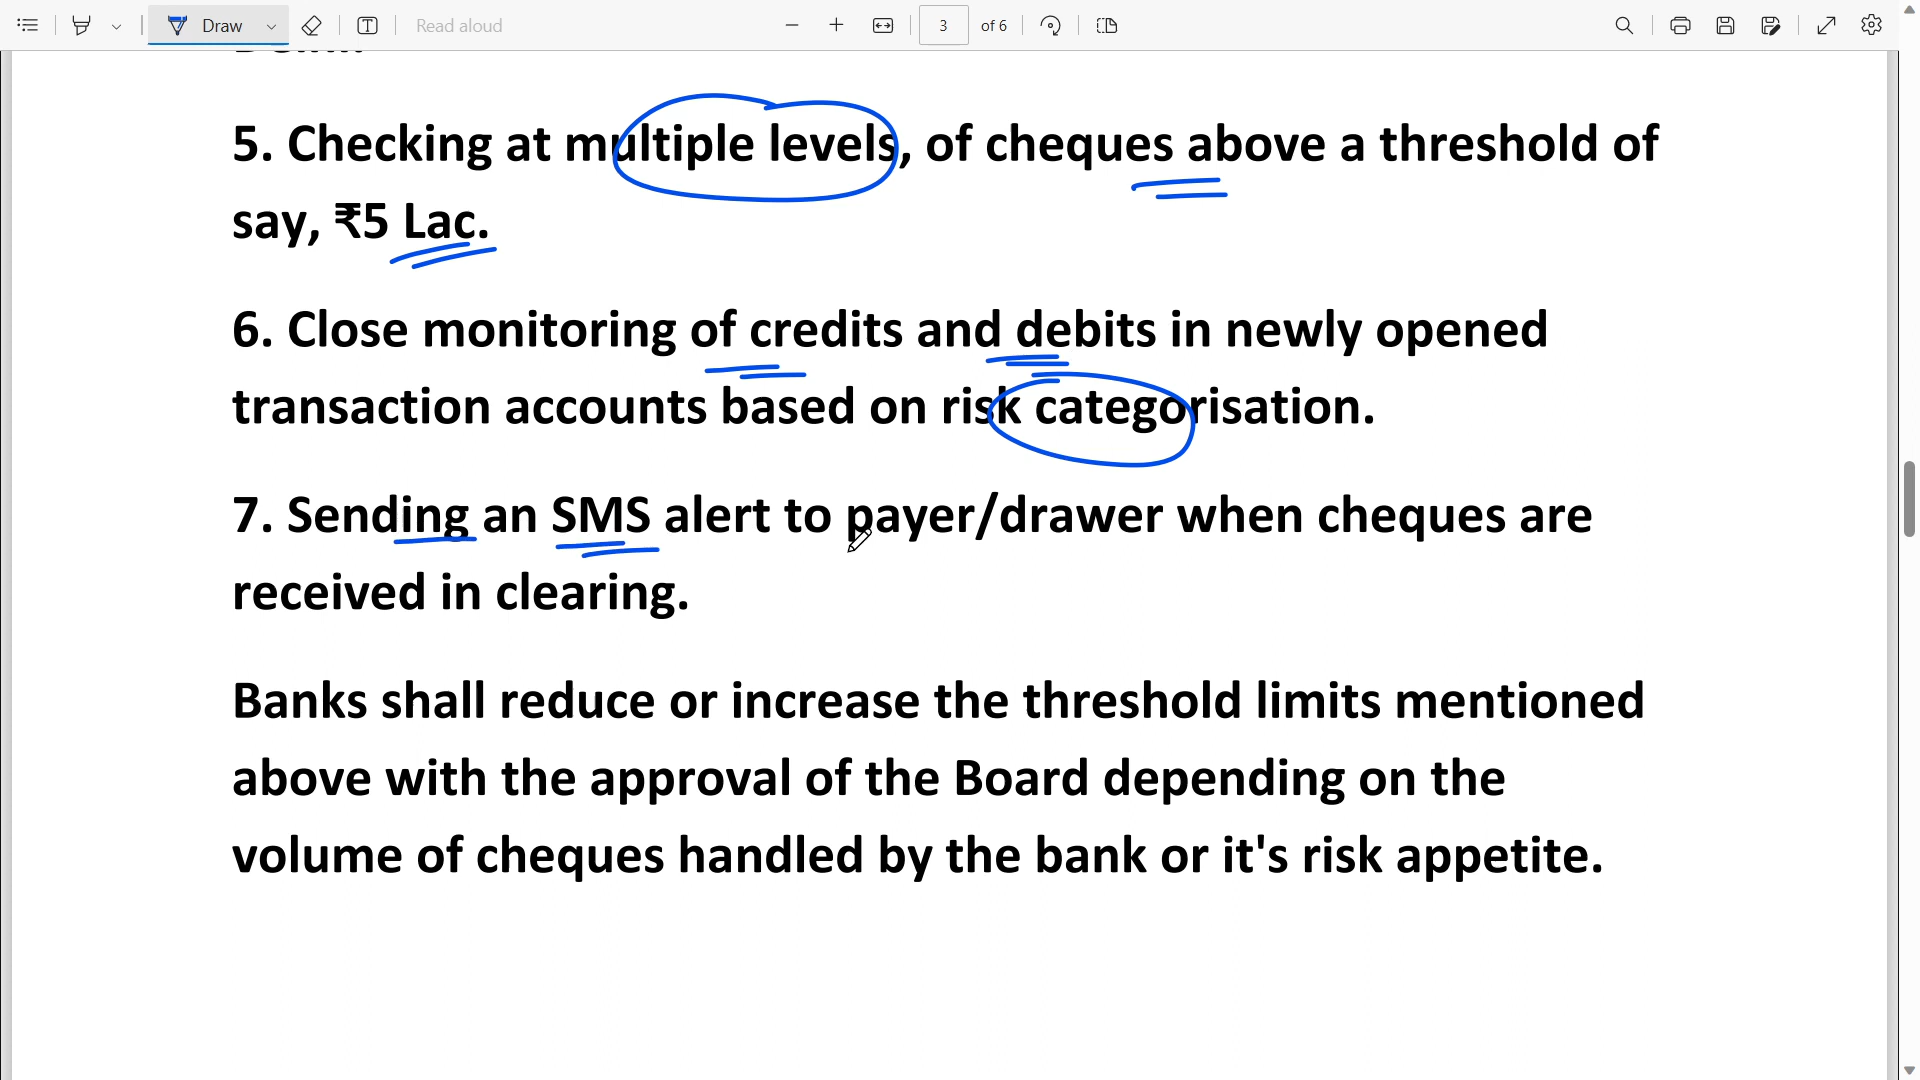 Draw
Read aloud
3
of 6
5. Checking at multiple levels, of cheques above a threshold of
say, ₹5 Lac.
6. Close monitoring of credits and debits in newly opened
transaction accounts based on risk categorisation.
7. Sending an SMS alert to payer/drawer when cheques are
received in clearing.
Banks shall reduce or increase the threshold limits mentioned
above with the approval of the Board depending on the
volume of cheques handled by the bank or it's risk appetite.